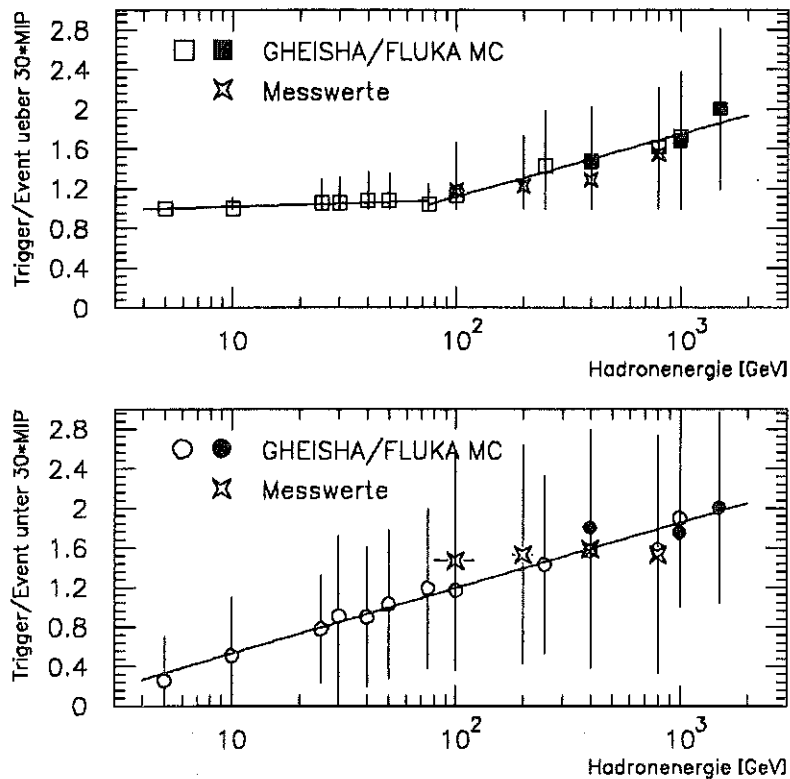 Trigger/Event ueber 30*MIP
2.8
2.4
2
1.6
1.2
0.8
0.4
0
GHEISHA/FLUKA MC
Messwerte
10
10²
10³
Hadronenergie [GeV]
Trigger/Event unter 30*MIP
2.8
2.4
2
1.6
1.2
0.8
0.4
0
GHEISHA/FLUKA MC
Messwerte
10
10²
10³
Hadronenergie [GeV]